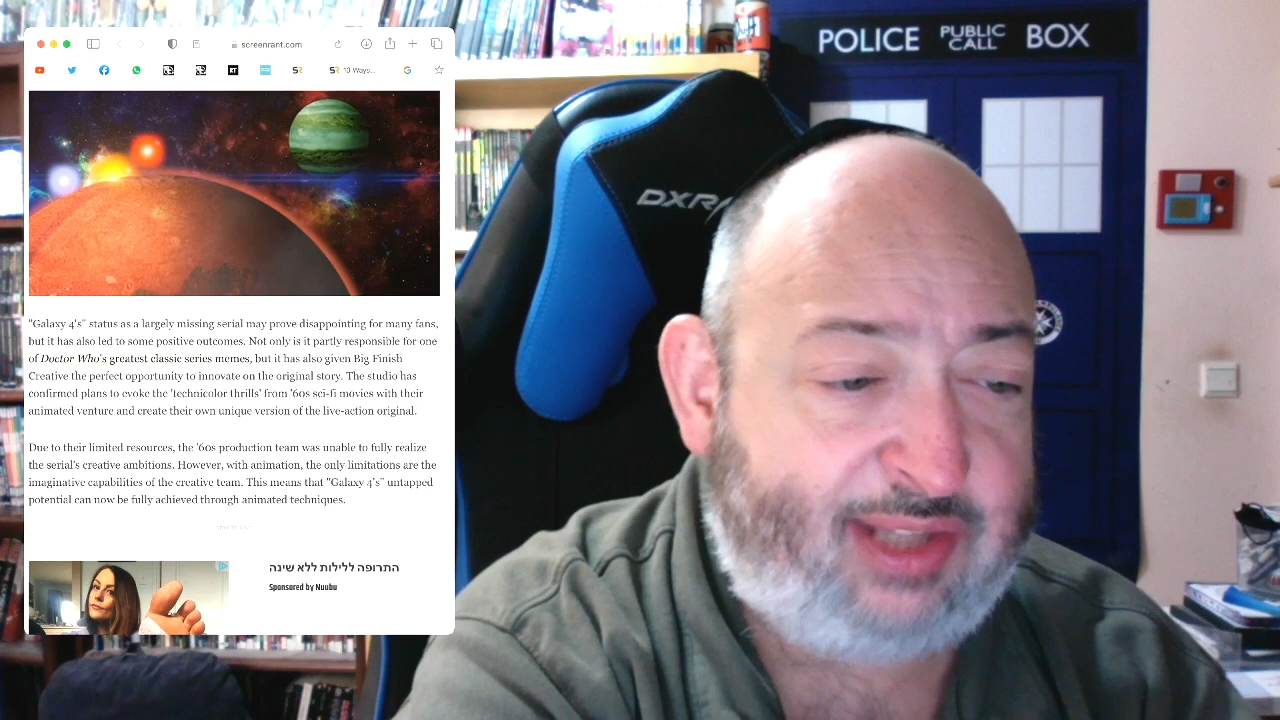 screenrant.com
SR
SR 10 Ways...
"Galaxy 4's" status as a largely missing serial may prove disappointing for many fans,
but it has also led to some positive outcomes. Not only is it partly responsible for one
of Doctor Who's greatest classic series memes, but it has also given Big Finish
Creative the perfect opportunity to innovate on the original story. The studio has
confirmed plans to evoke the 'technicolor thrills' from '60s sci-fi movies with their
animated venture and create their own unique version of the live-action original.
Due to their limited resources, the '60s production team was unable to fully realize
the serial's creative ambitions. However, with animation, the only limitations are the
imaginative capabilities of the creative team. This means that "Galaxy 4's" untapped
potential can now be fully achieved through animated techniques.
התרופה ללילות ללא שינה
Sponsored by Nuubu
POLICE PUBLIC CALL BOX